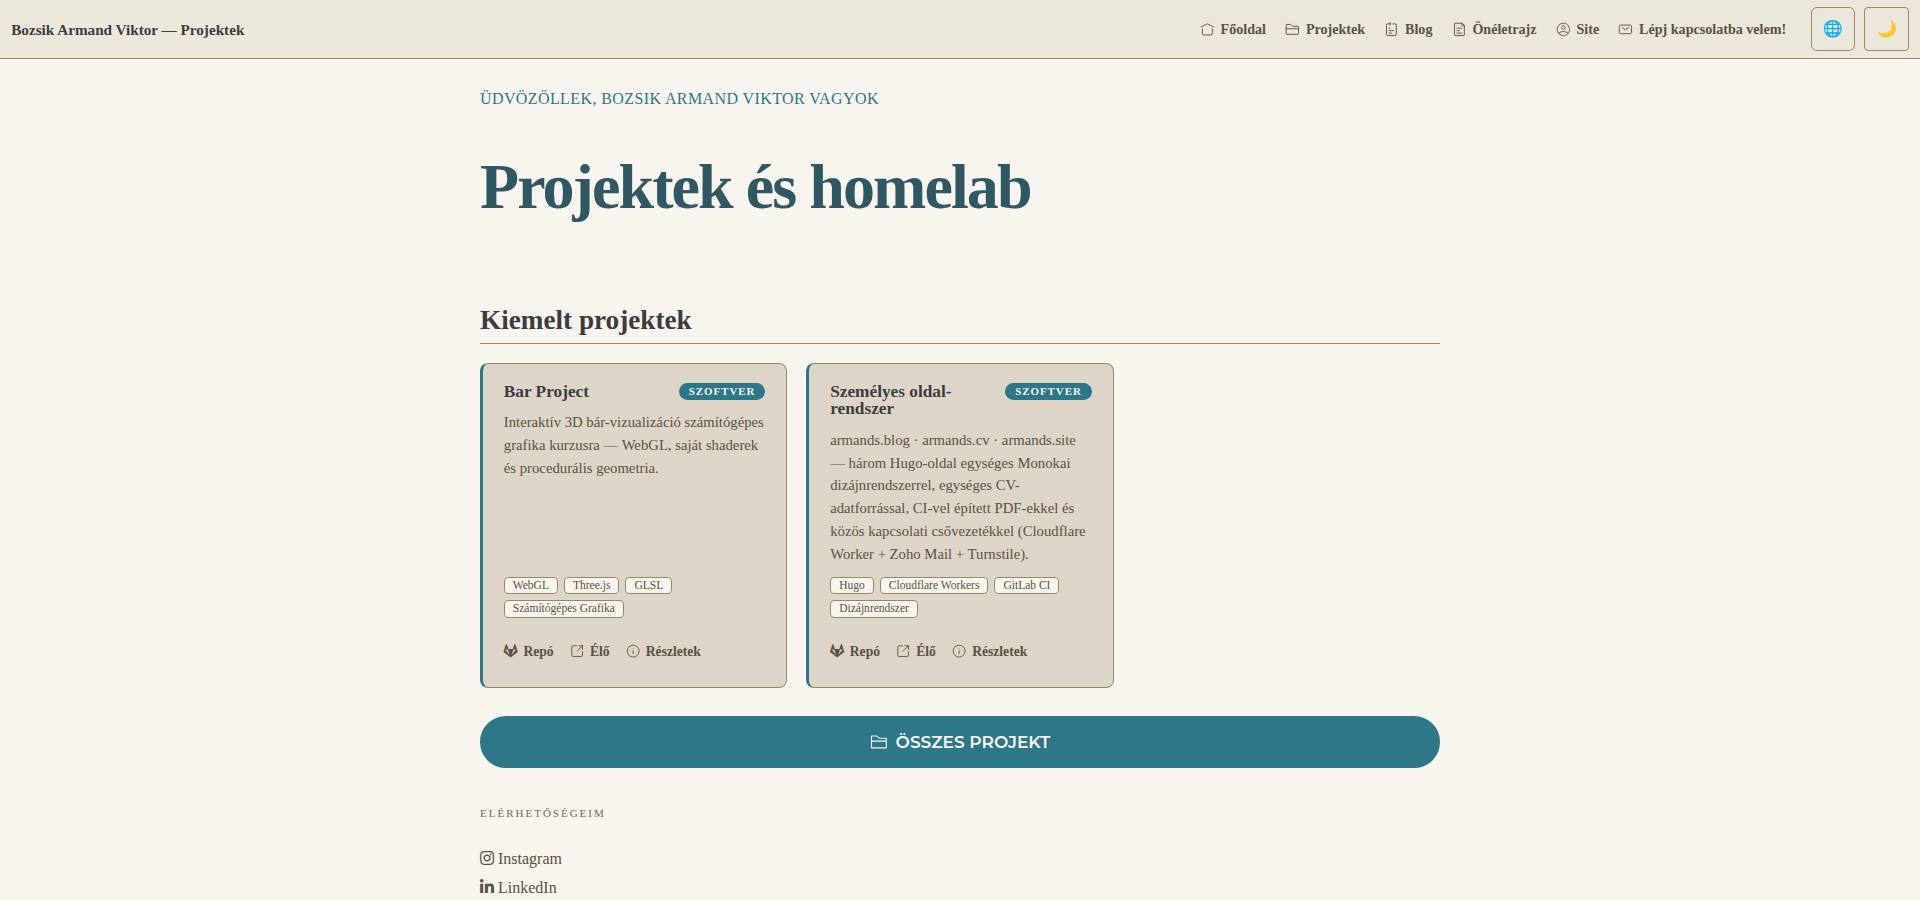 Bozsik Armand Viktor — Projektek
Főoldal
Projektek
Blog
Önéletrajz
Site
Lépj kapcsolatba velem!
ÜDVÖZÖLLEK, BOZSIK ARMAND VIKTOR VAGYOK
Projektek és homelab
Kiemelt projektek
Bar Project
SZOFTVER
Interaktív 3D bár-vizualizáció számítógépes
grafika kurzusra — WebGL, saját shaderek
és procedurális geometria.
WebGL
Three.js
GLSL
Számítógépes Grafika
Repó
Élő
Részletek
Személyes oldal-
rendszer
SZOFTVER
armands.blog · armands.cv · armands.site
— három Hugo-oldal egységes Monokai
dizájnrendszerrel, egységes CV-
adatforrással, CI-vel épített PDF-ekkel és
közös kapcsolati csővezetékkel (Cloudflare
Worker + Zoho Mail + Turnstile).
Hugo
Cloudflare Workers
GitLab CI
Dizájnrendszer
Repó
Élő
Részletek
ÖSSZES PROJEKT
ELÉRHETŐSÉGEIM
Instagram
LinkedIn